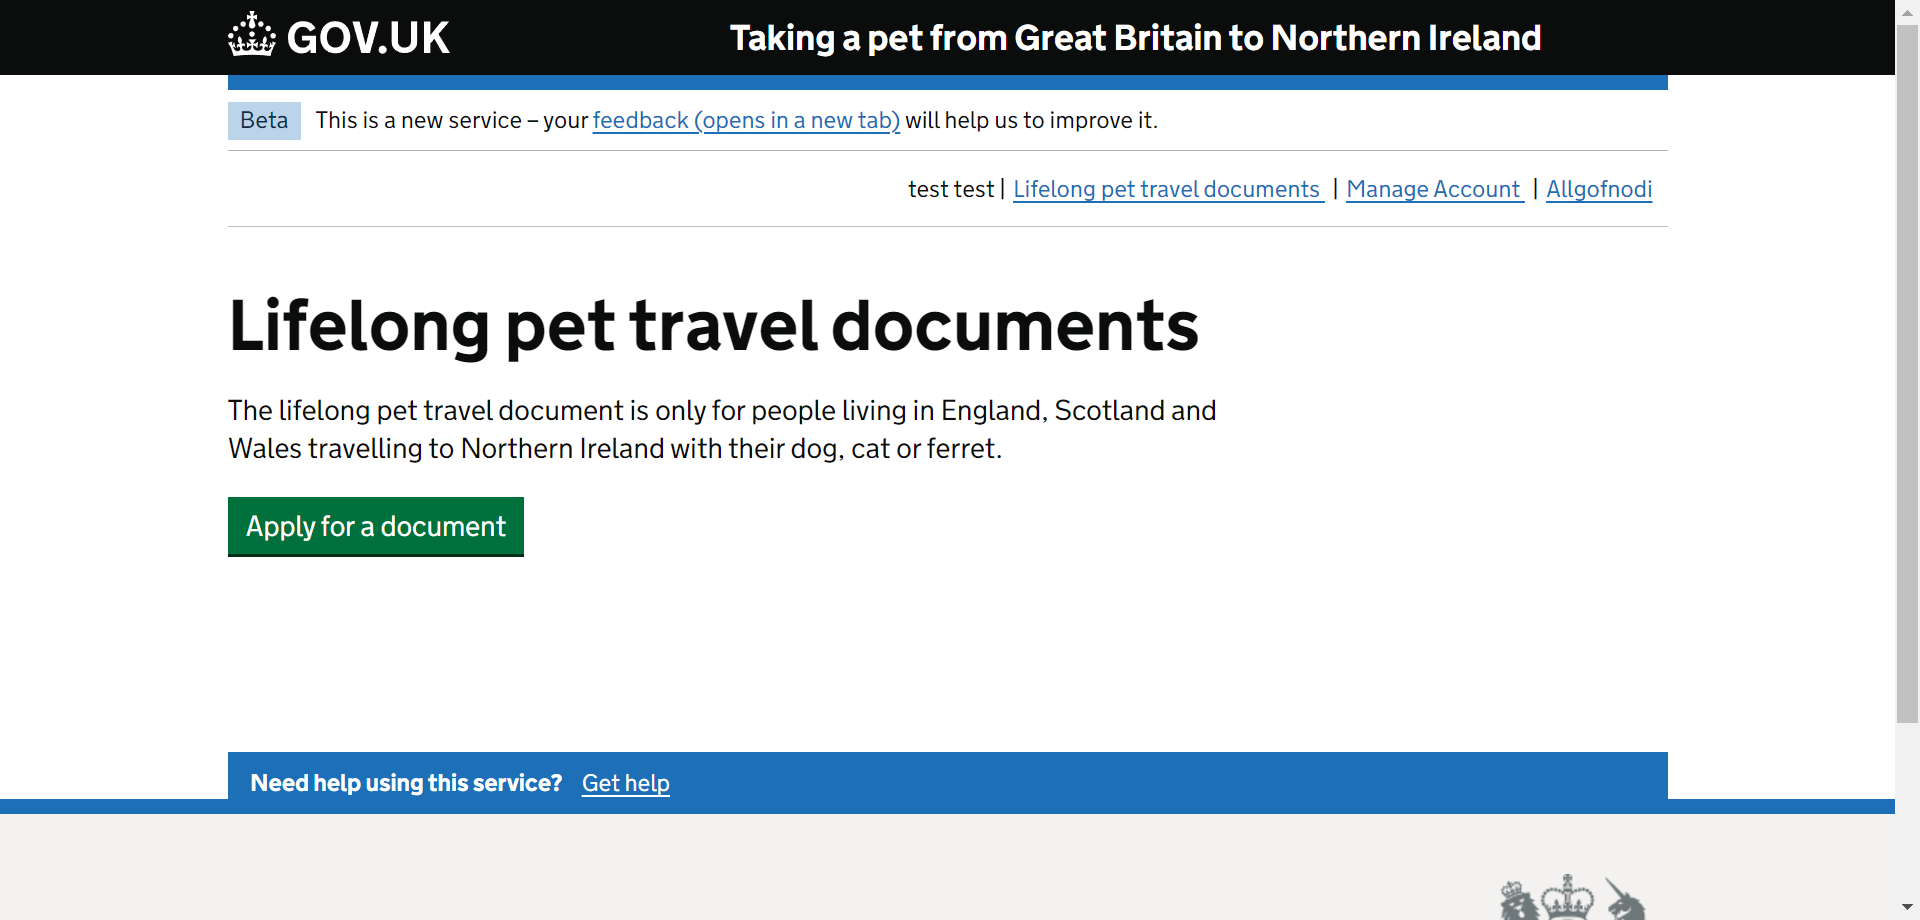 GOV.UK
Taking a pet from Great Britain to Northern Ireland
Beta This is a new service – your feedback (opens in a new tab) will help us to improve it.
test test | Lifelong pet travel documents | Manage Account | Allgofnodi
Lifelong pet travel documents
The lifelong pet travel document is only for people living in England, Scotland and
Wales travelling to Northern Ireland with their dog, cat or ferret.
Apply for a document
Need help using this service? Get help